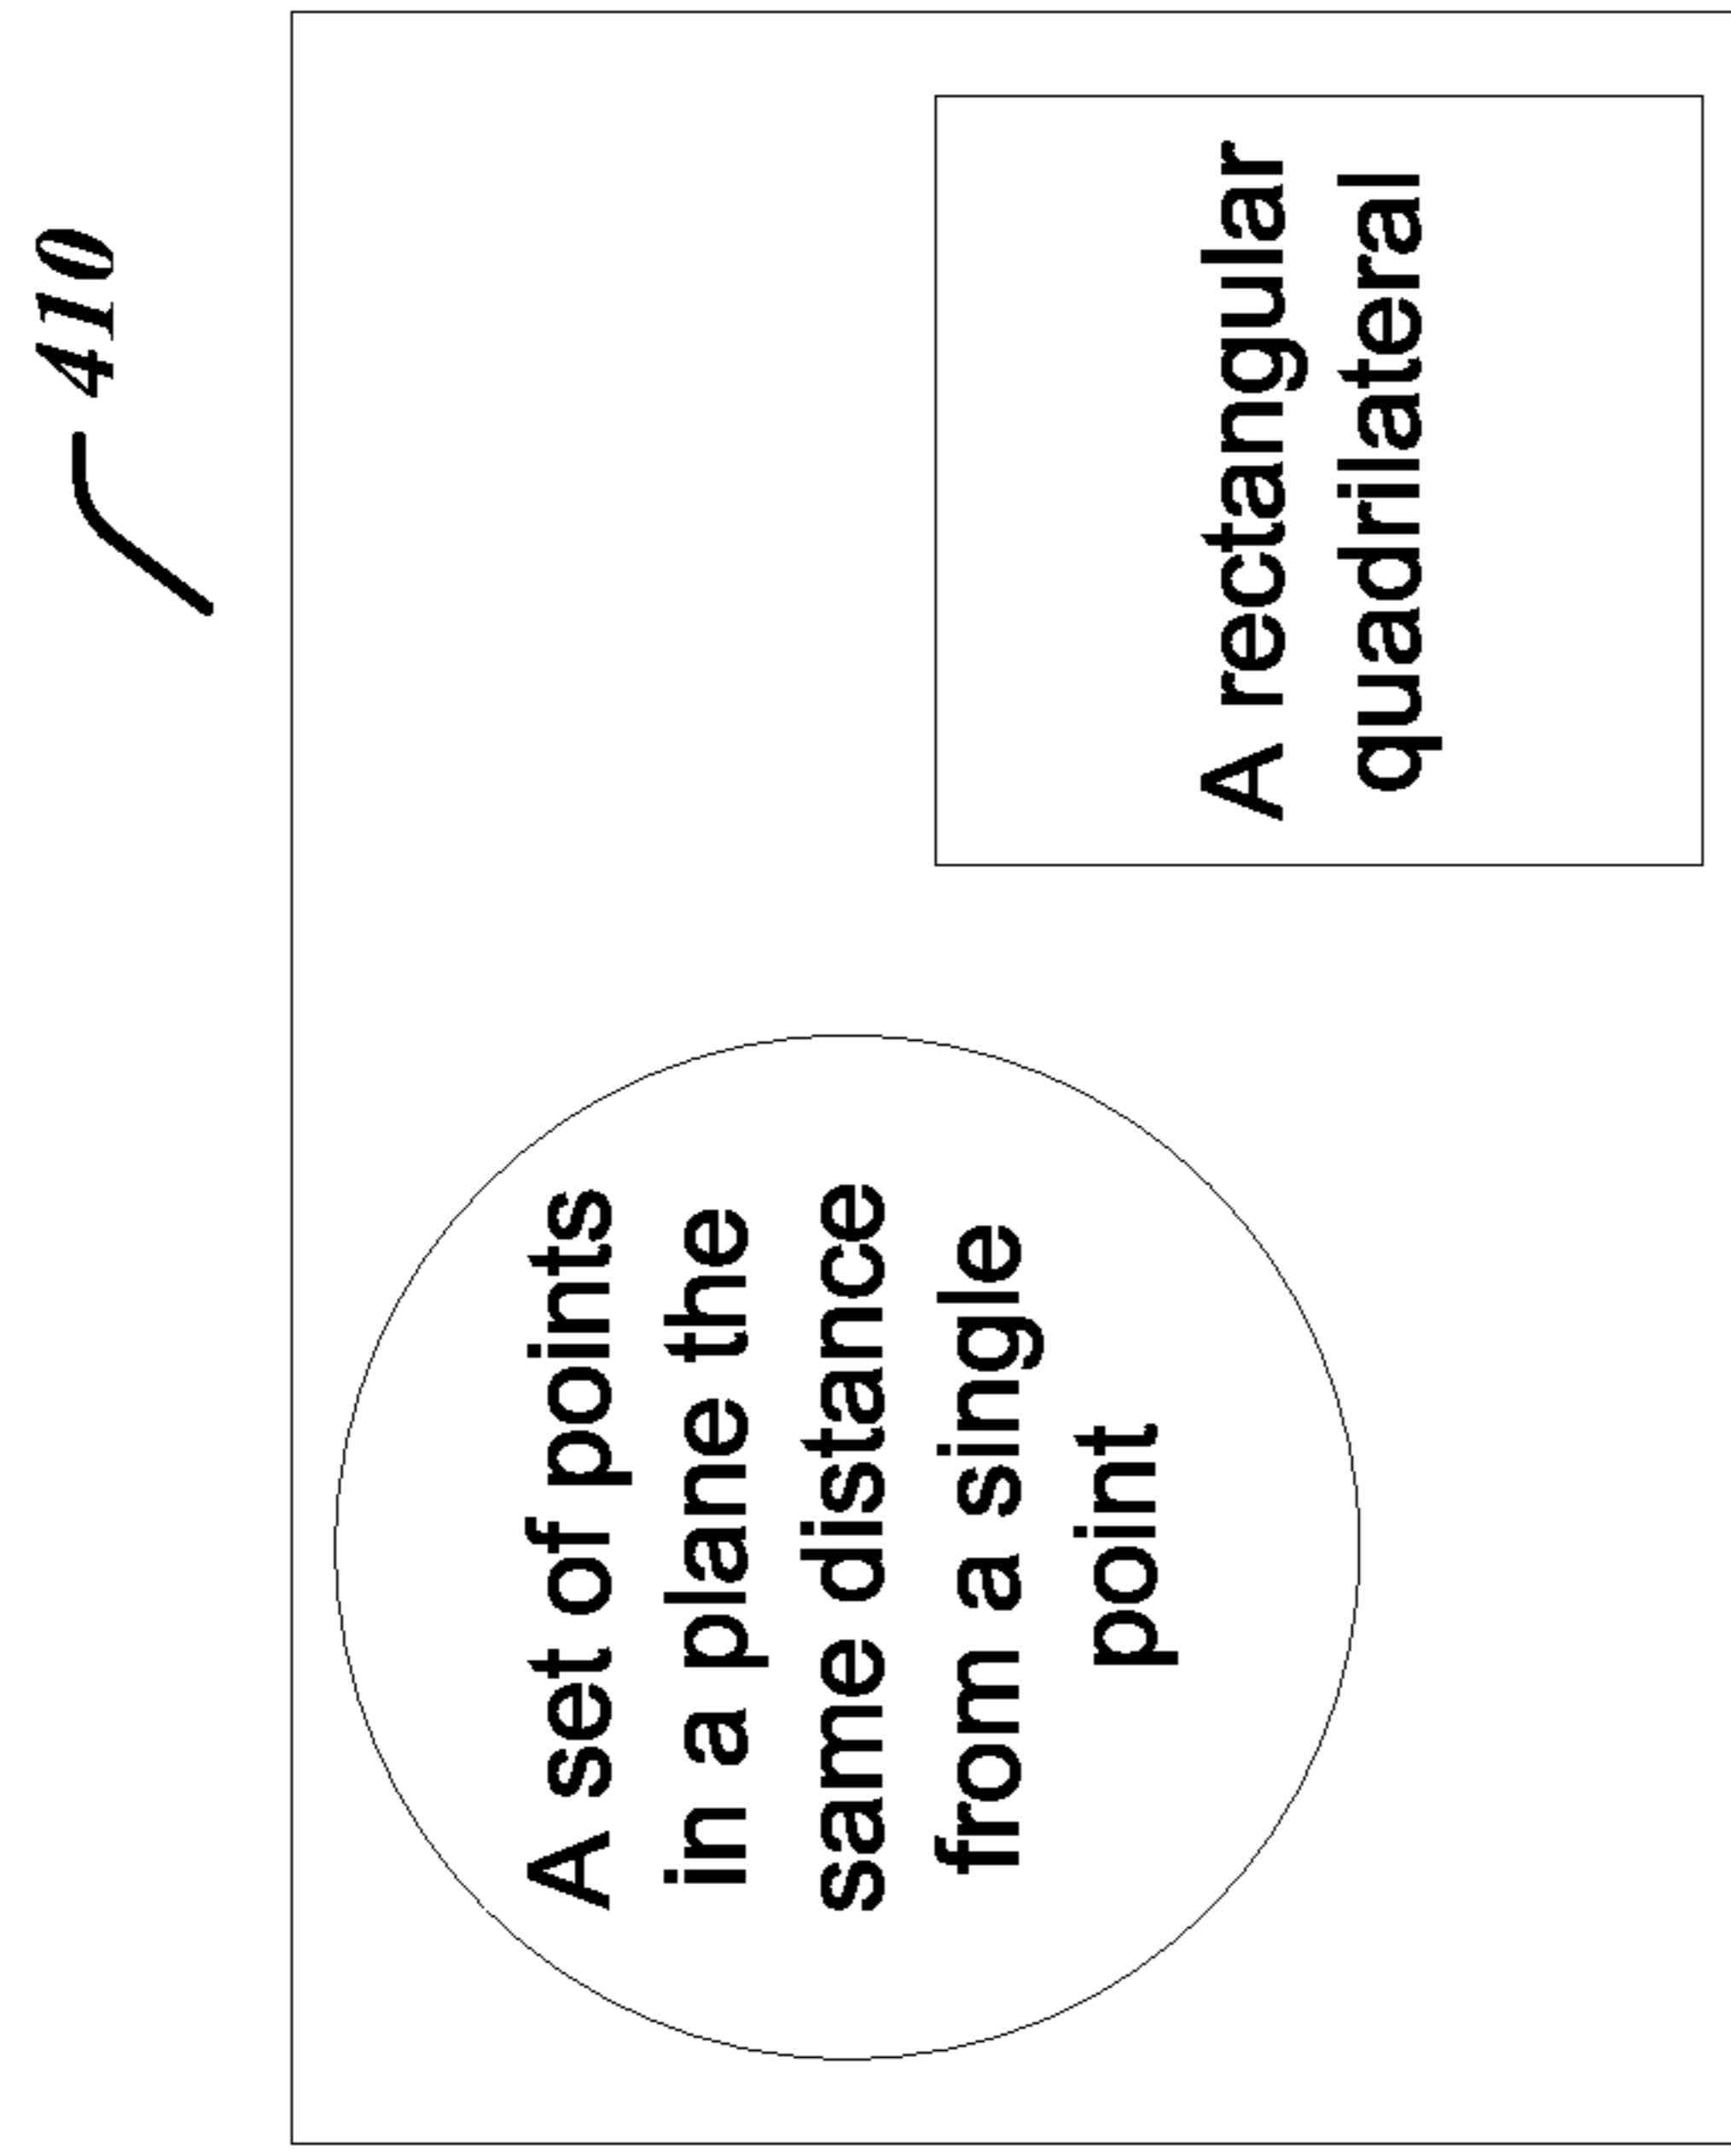 410
A set of points
in a plane the
same distance
from a single
point
A rectangular
quadrilateral